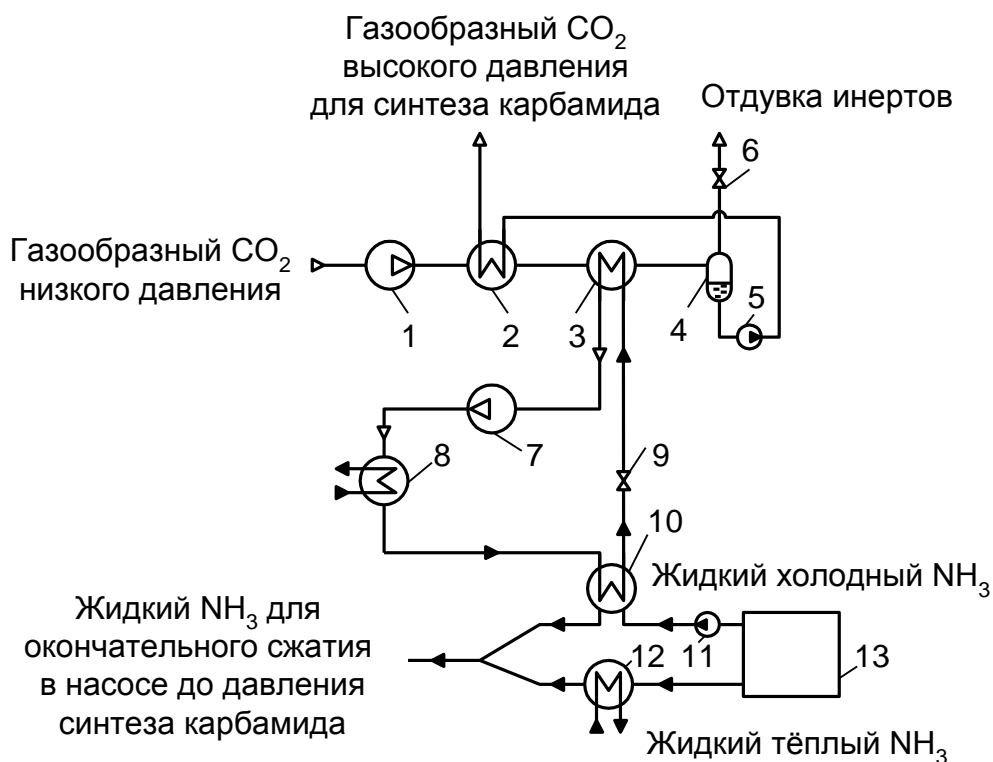 Газообразный CO₂
высокого давления
для синтеза карбамида
Отдувка инертов
6
Газообразный CO₂
низкого давления
1
2
3
4
5
7
8
9
10
Жидкий холодный NH₃
Жидкий NH₃ для
окончательного сжатия
в насосе до давления
синтеза карбамида
11
12
13
Жидкий тёплый NH₃